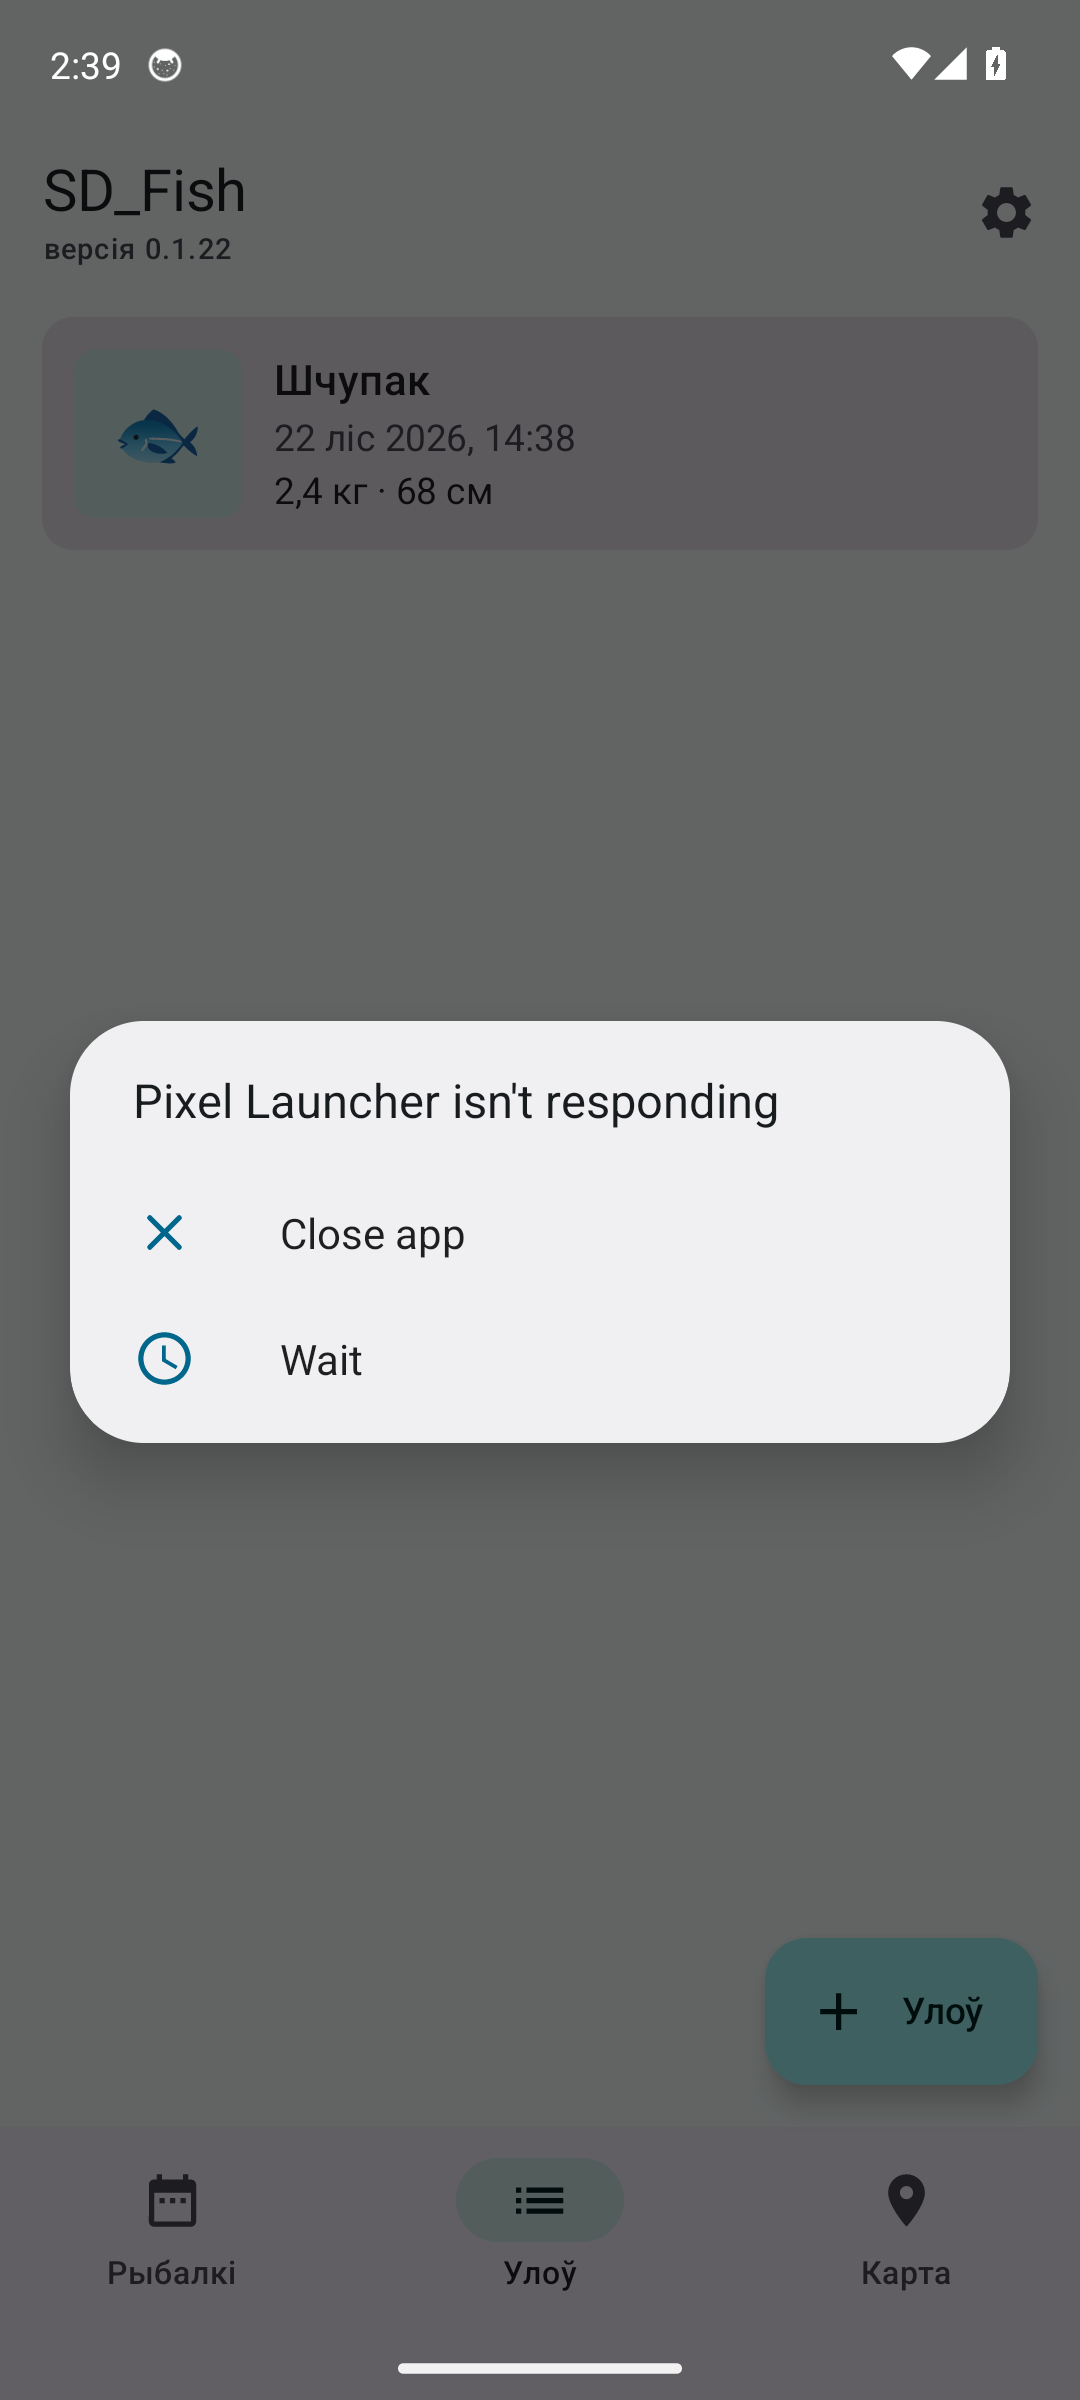 2:39
SD_Fish
версія 0.1.22
Шчупак
22 ліс 2026, 14:38
2,4 кг · 68 см
Pixel Launcher isn't responding
Close app
Wait
Улоў
Рыбалкі
Улоў
Карта